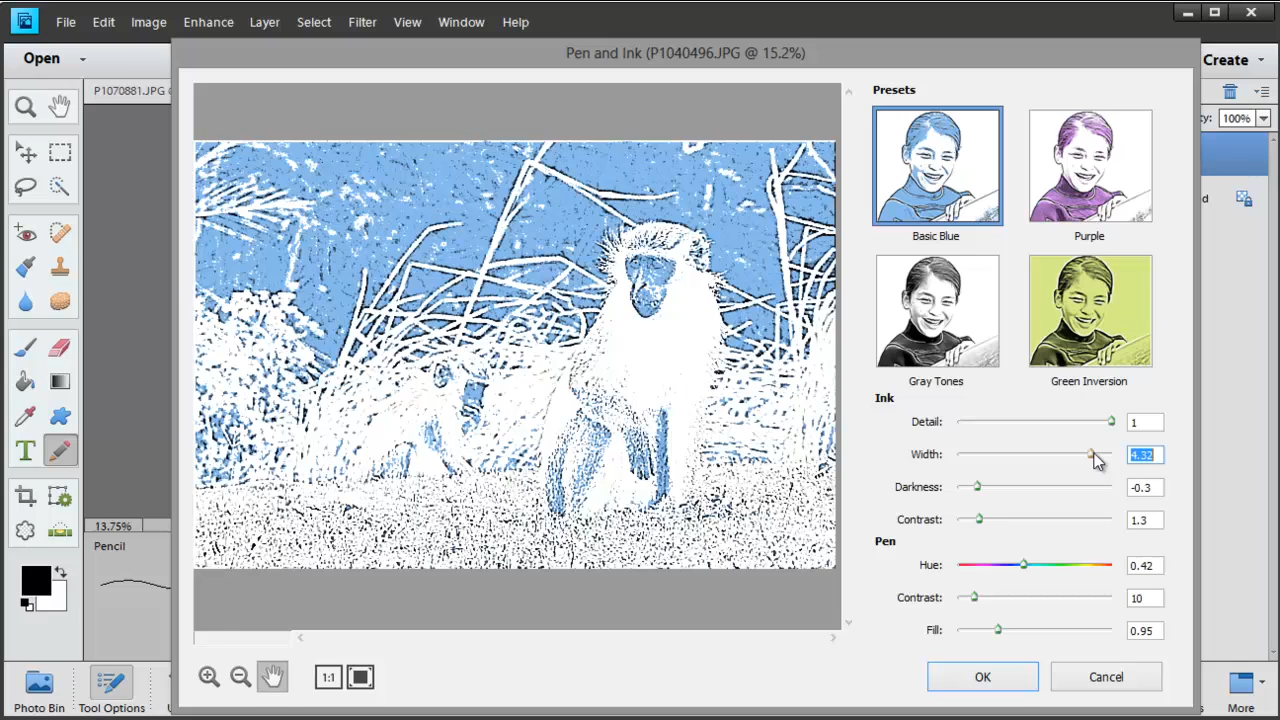 File Edit Image Enhance Layer Select Filter View Window Help
Open
Pen and Ink (P1040496.JPG @ 15.2%)
Create
P1070881.JPG @
100%
Presets
Basic Blue
Purple
Gray Tones
Green Inversion
Ink
Detail: 1
Width: 4.32
Darkness: -0.3
Contrast: 1.3
Pen
Hue: 0.42
Contrast: 10
Fill: 0.95
13.75%
Pencil
T
1:1
OK
Cancel
Photo Bin
Tool Options
More